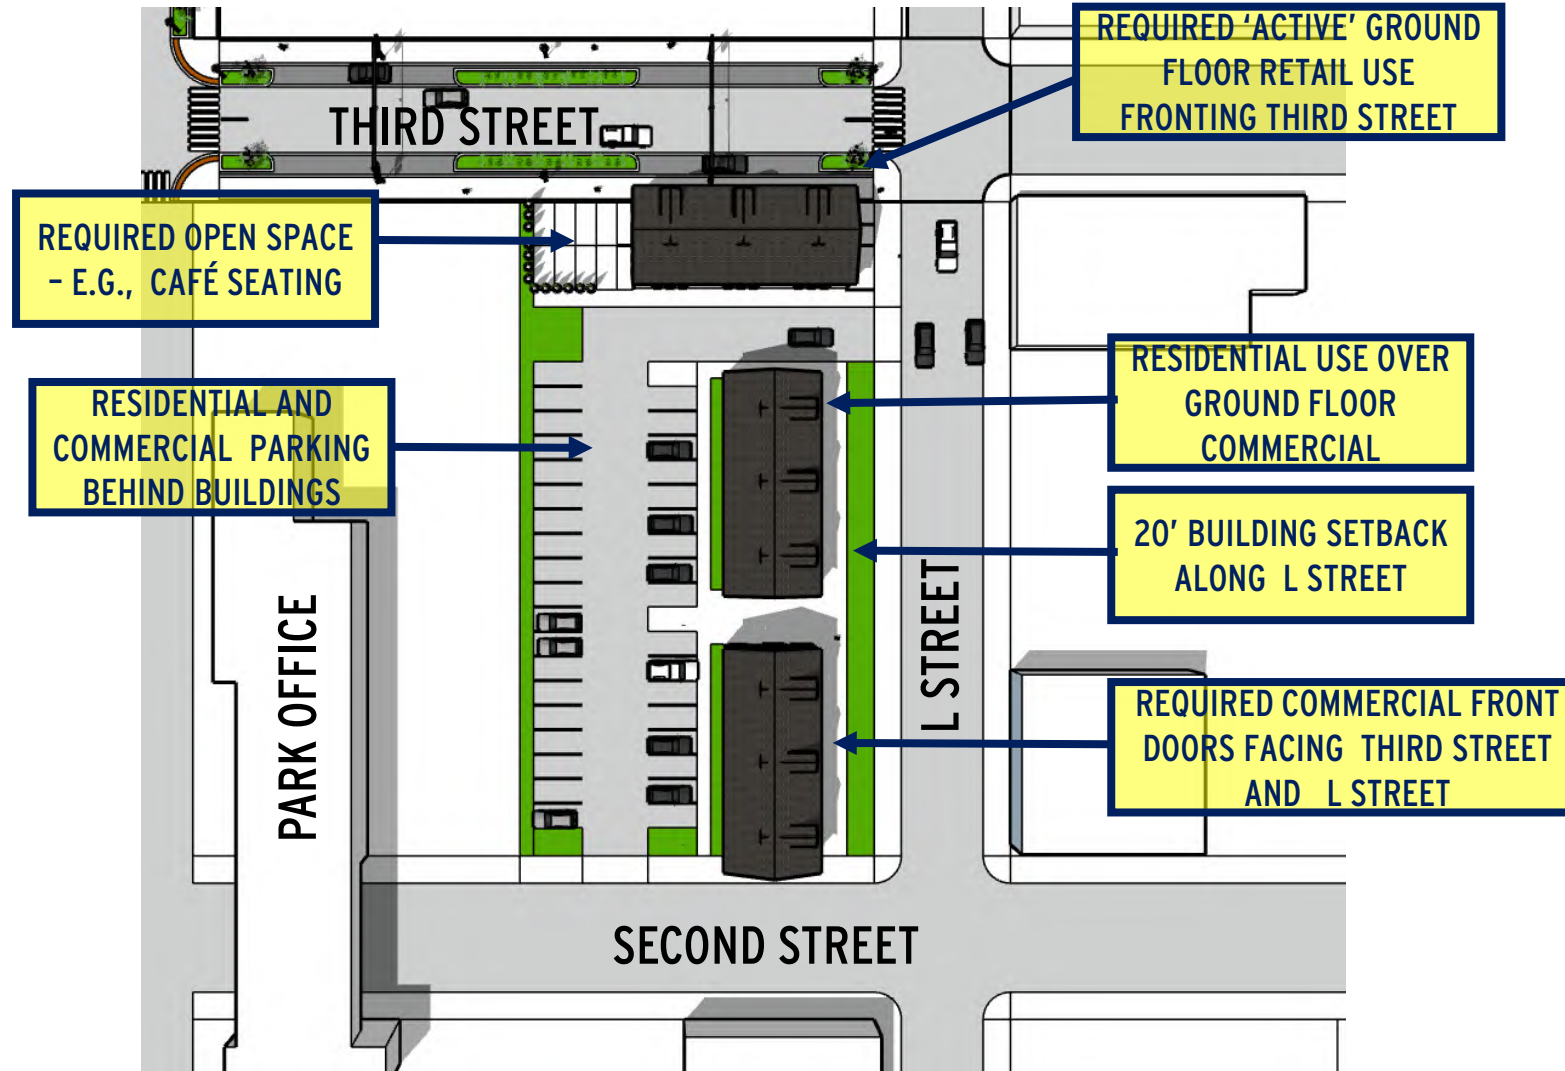 REQUIRED ‘ACTIVE’ GROUND
FLOOR RETAIL USE
FRONTING THIRD STREET
THIRD STREET
REQUIRED OPEN SPACE
– E.G., CAFÉ SEATING
RESIDENTIAL USE OVER
GROUND FLOOR
COMMERCIAL
RESIDENTIAL AND
COMMERCIAL PARKING
BEHIND BUILDINGS
20’ BUILDING SETBACK
ALONG L STREET
PARK OFFICE
L STREET
REQUIRED COMMERCIAL FRONT
DOORS FACING THIRD STREET
AND L STREET
SECOND STREET